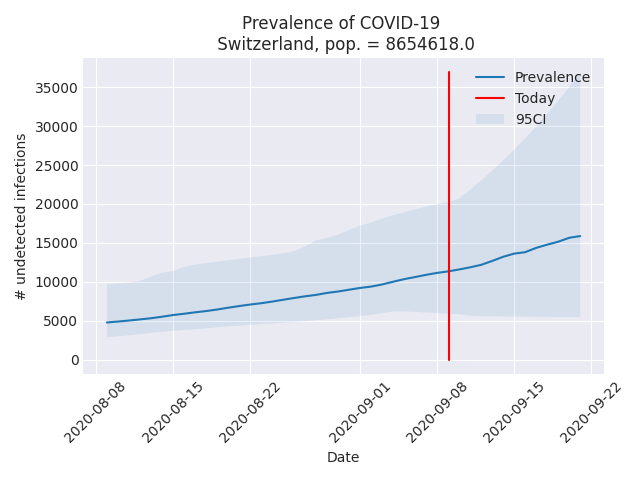 Prevalence of COVID-19
Switzerland, pop. = 8654618.0
Prevalence
Today
95CI
35000
30000
25000
20000
15000
10000
5000
0
# undetected infections
2020-08-08
2020-08-15
2020-08-22
2020-09-01
2020-09-08
2020-09-15
2020-09-22
Date